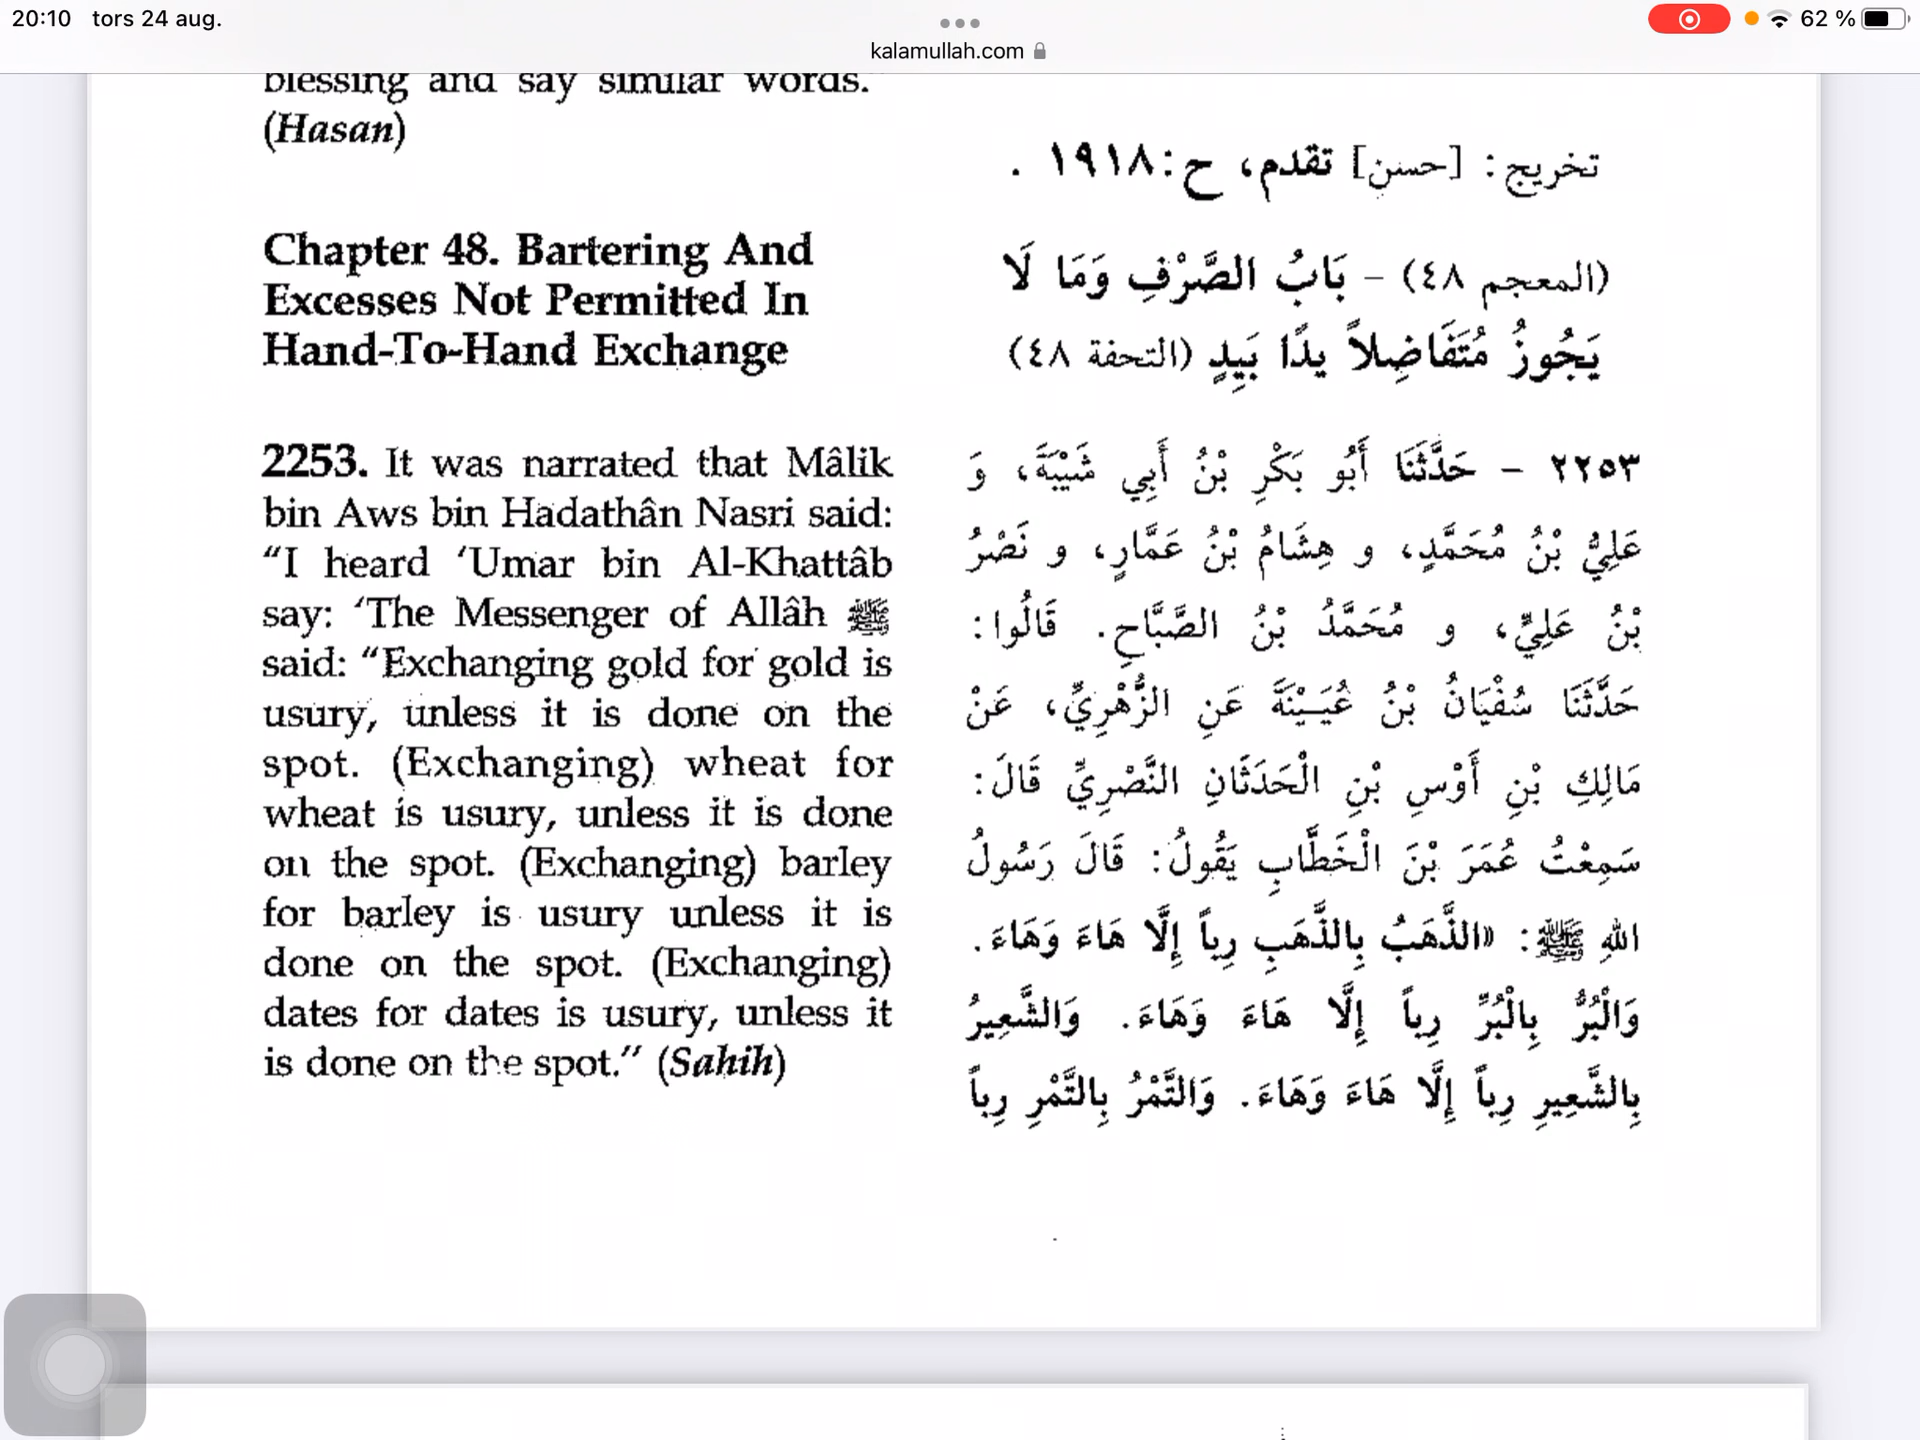 20:10 tors 24 aug.
62 %
kalamullah.com
blessing and say similar words."
(Hasan)
Chapter 48. Bartering And
Excesses Not Permitted In
Hand-To-Hand Exchange
2253. It was narrated that Mâlik
bin Aws bin Hadathân Nasri said:
“I heard ‘Umar bin Al-Khattâb
say: ‘The Messenger of Allâh ﷺ
said: “Exchanging gold for gold is
usury, unless it is done on the
spot. (Exchanging) wheat for
wheat is usury, unless it is done
on the spot. (Exchanging) barley
for barley is usury unless it is
done on the spot. (Exchanging)
dates for dates is usury, unless it
is done on the spot.” (Sahih)
تخريج: [حسن] تقدم، ح:١٩١٨ .
(المعجم ٤٨) – بَابُ الصَّرْفِ وَمَا لَا
يَجُوزُ مُتَفَاضِلاً يدًا بَيِدٍ (التحفة ٤٨)
٢٢٥٣ – حَدَّثَنَا أَبُو بَكْرِ بْنُ أَبِي شَيْبَةَ، وَ
عَلِيُّ بْنُ مُحَمَّدٍ، و هِشَامُ بْنُ عَمَّارٍ، و نَصْرُ
بْنُ عَلِيٍّ، و مُحَمَّدُ بْنُ الصَّبَّاحِ. قَالُوا:
حَدَّثَنَا سُفْيَانُ بْنُ عُيَيْنَةَ عَنِ الزُّهْرِيِّ، عَنْ
مَالِكِ بْنِ أَوْسِ بْنِ الْحَدَثَانِ النَّصْرِيِّ قَالَ:
سَمِعْتُ عُمَرَ بْنَ الْخَطَّابِ يَقُولُ: قَالَ رَسُولُ
اللهِ ﷺ: «الذَّهَبُ بِالذَّهَبِ رِباً إِلَّا هَاءَ وَهَاءَ.
وَالْبُرُّ بِالْبُرِّ رِباً إِلَّا هَاءَ وَهَاءَ. وَالشَّعِيرُ
بِالشَّعِيرِ رِباً إِلَّا هَاءَ وَهَاءَ. وَالتَّمْرُ بِالتَّمْرِ رِباً